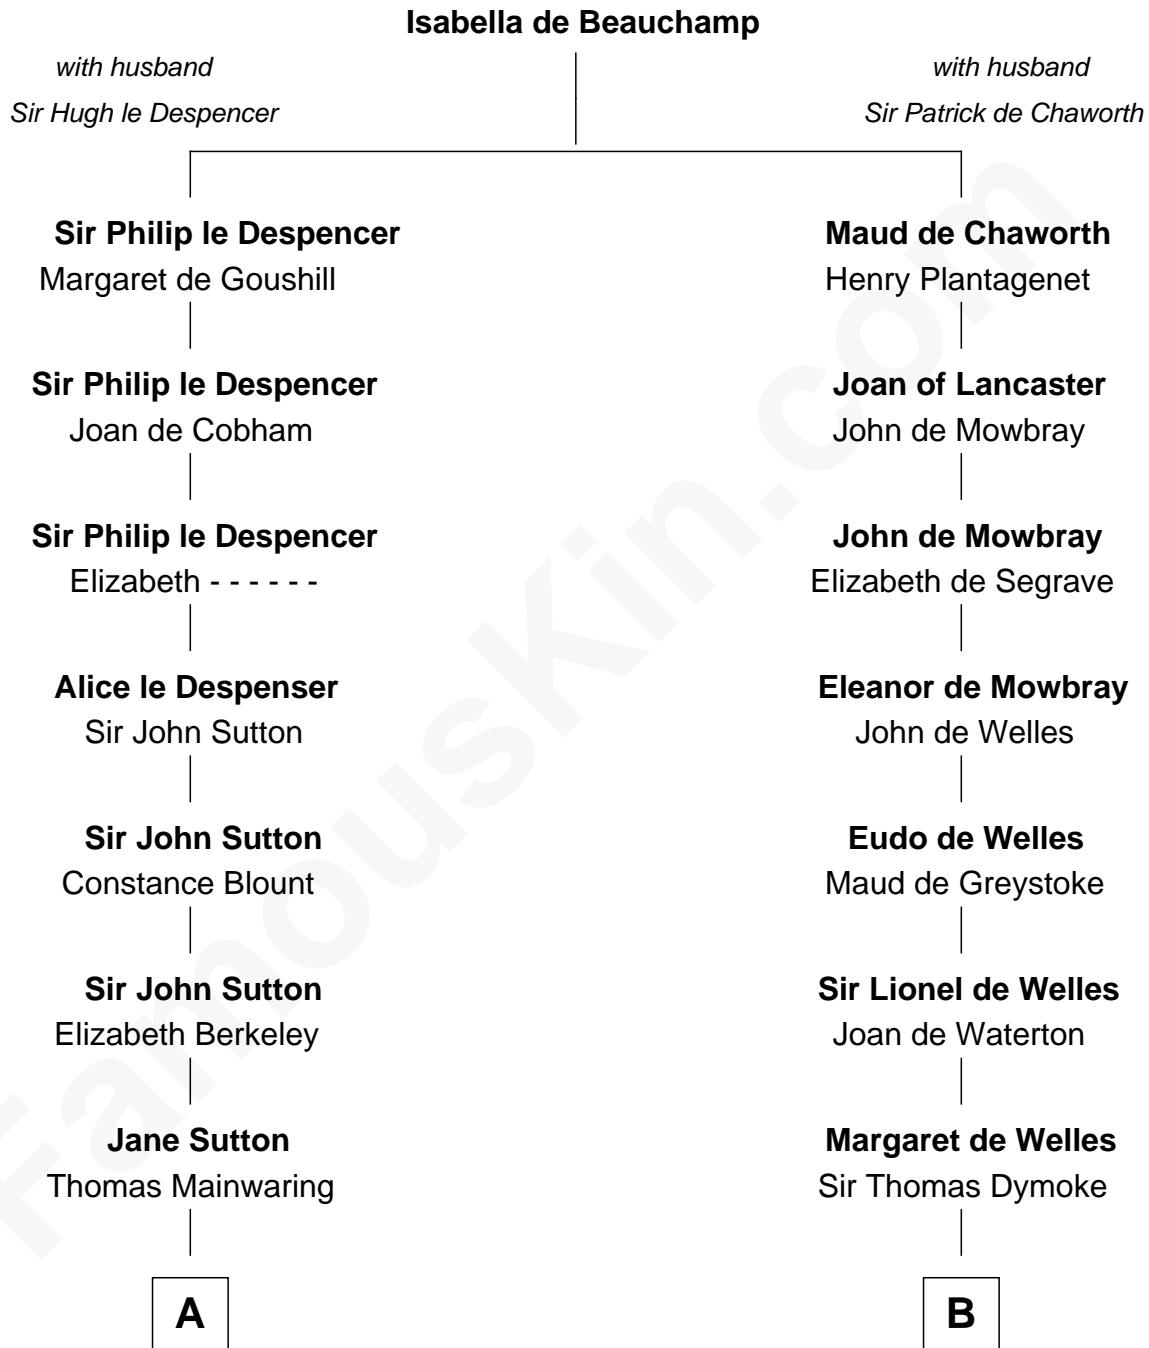 Isabella de Beauchamp
with husband
Sir Hugh le Despencer
with husband
Sir Patrick de Chaworth
Sir Philip le Despencer
Margaret de Goushill
Maud de Chaworth
Henry Plantagenet
Sir Philip le Despencer
Joan de Cobham
Joan of Lancaster
John de Mowbray
Sir Philip le Despencer
Elizabeth - - - - - -
John de Mowbray
Elizabeth de Segrave
Alice le Despenser
Sir John Sutton
Eleanor de Mowbray
John de Welles
Sir John Sutton
Constance Blount
Eudo de Welles
Maud de Greystoke
Sir John Sutton
Elizabeth Berkeley
Sir Lionel de Welles
Joan de Waterton
Jane Sutton
Thomas Mainwaring
Margaret de Welles
Sir Thomas Dymoke
A
B
FamousKin.com